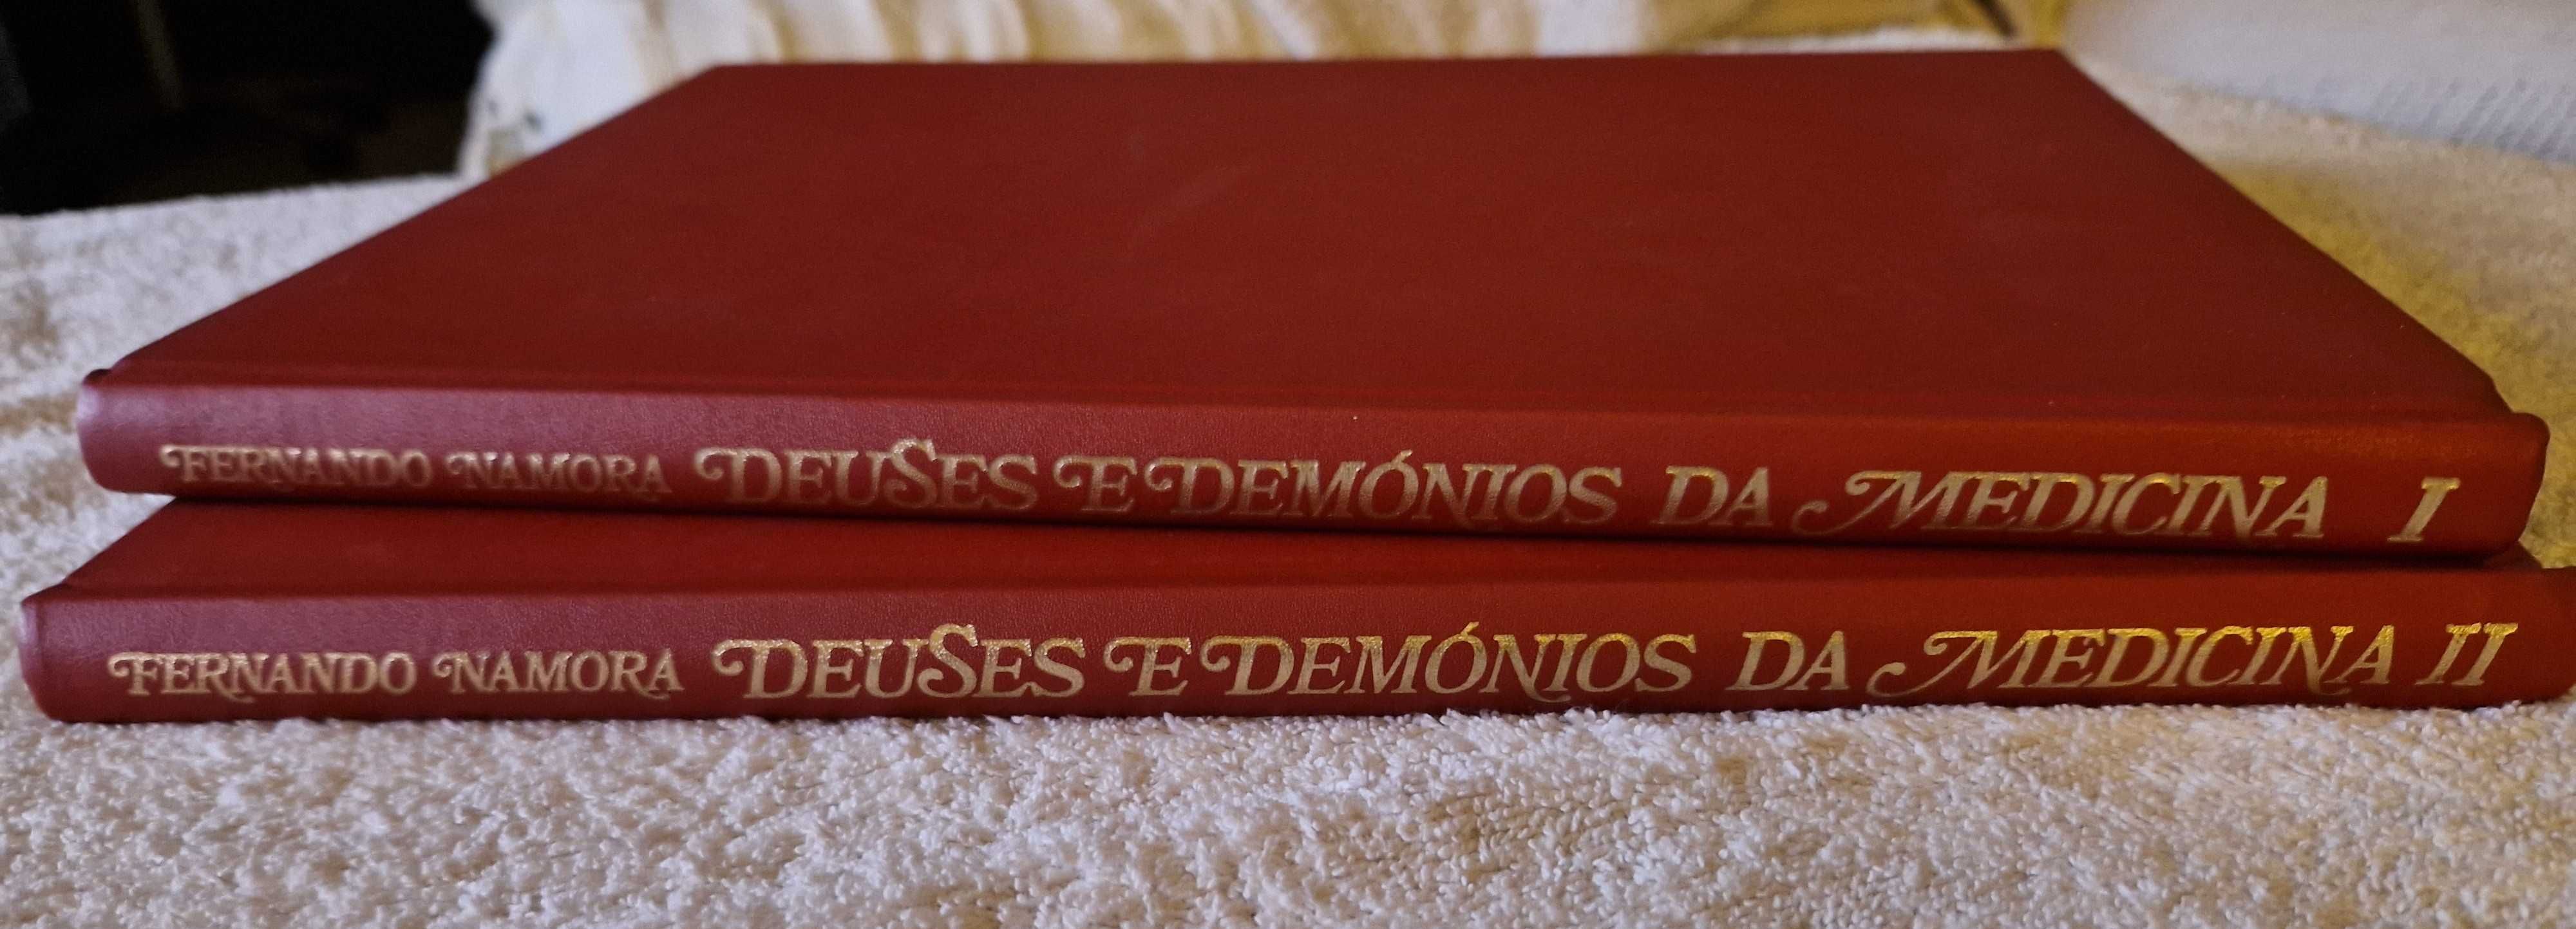 FERNANDO NAMORA DEUSES E DEMÓNIOS DA MEDICINA I
FERNANDO NAMORA DEUSES E DEMÓNIOS DA MEDICINA II